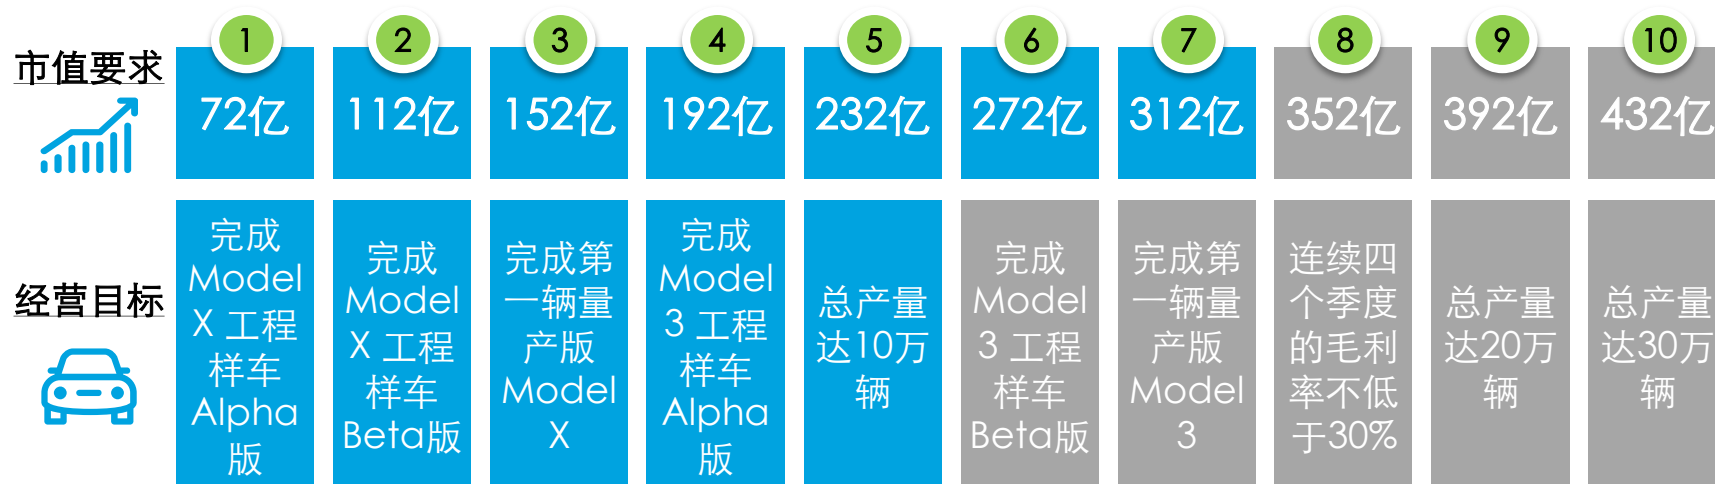 1
2
3
4
5
6
7
8
9
10
市值要求
72亿
112亿
152亿
192亿
232亿
272亿
312亿
352亿
392亿
432亿
经营目标
完成
Model
X 工程
样车
Alpha
版
完成
Model
X 工程
样车
Beta版
完成第
一辆量
产版
Model
X
完成
Model
3 工程
样车
Alpha
版
总产量
达10万
辆
完成
Model
3 工程
样车
Beta版
完成第
一辆量
产版
Model
3
连续四
个季度
的毛利
率不低
于30%
总产量
达20万
辆
总产量
达30万
辆